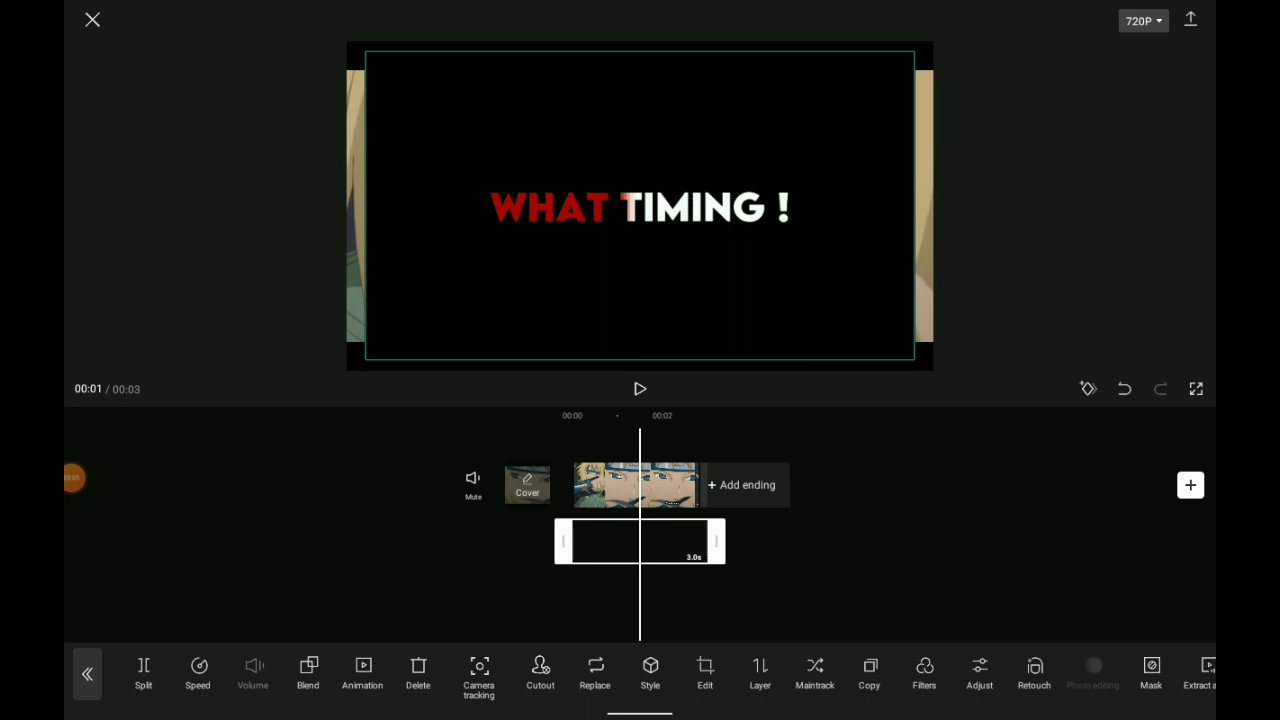 720P
WHAT TIMING !
00:01 / 00:03
00:00
00:02
Mute
Cover
+ Add ending
3.0s
Split
Speed
Volume
Blend
Animation
Delete
Camera tracking
Cutout
Replace
Style
Edit
Layer
Maintrack
Copy
Filters
Adjust
Retouch
Photo editing
Mask
Extract a